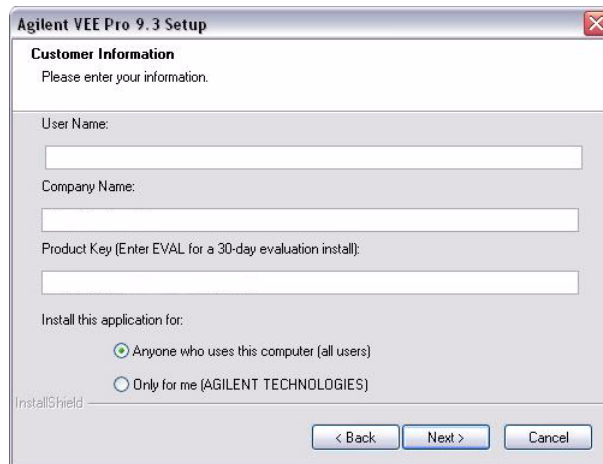 Agilent VEE Pro 9.3 Setup
Customer Information
Please enter your information.
User Name:
Company Name:
Product Key (Enter EVAL for a 30-day evaluation install):
Install this application for:
Anyone who uses this computer (all users)
Only for me (AGILENT TECHNOLOGIES)
InstallShield
< Back Next > Cancel